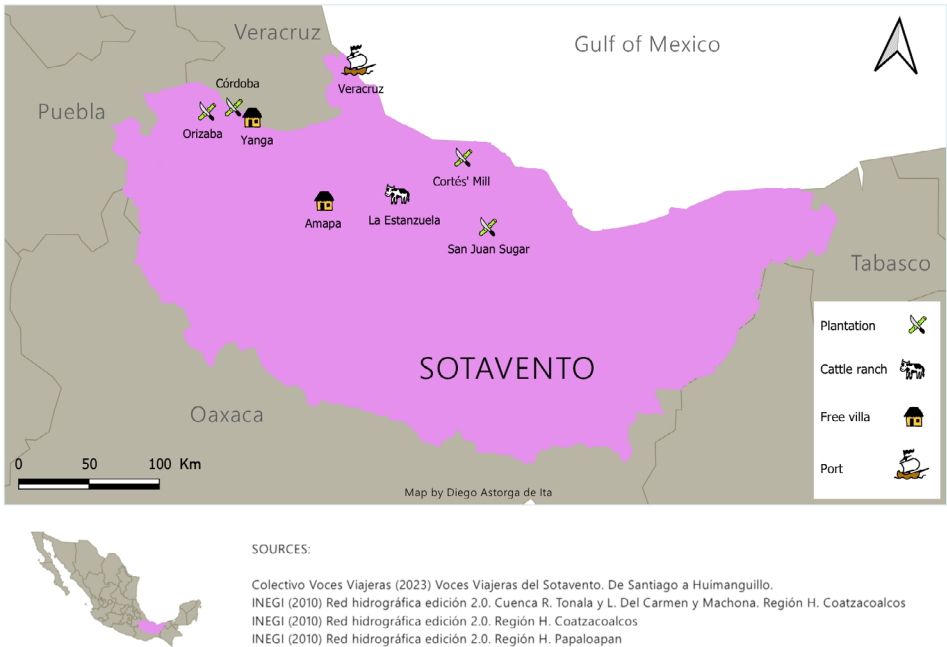 Veracruz
Gulf of Mexico
Puebla
Córdoba
Veracruz
Orizaba
Yanga
Cortés' Mill
Amapa
La Estanzuela
San Juan Sugar
Tabasco
SOTAVENTO
Oaxaca
Plantation
Cattle ranch
Free villa
Port
0 50 100 Km
Map by Diego Astorga de Ita
SOURCES:
Colectivo Voces Viajeras (2023) Voces Viajeras del Sotavento. De Santiago a Huimanguillo.
INEGI (2010) Red hidrográfica edición 2.0. Cuenca R. Tonala y L. Del Carmen y Machona. Región H. Coatzacoalcos
INEGI (2010) Red hidrográfica edición 2.0. Región H. Coatzacoalcos
INEGI (2010) Red hidrográfica edición 2.0. Región H. Papaloapan